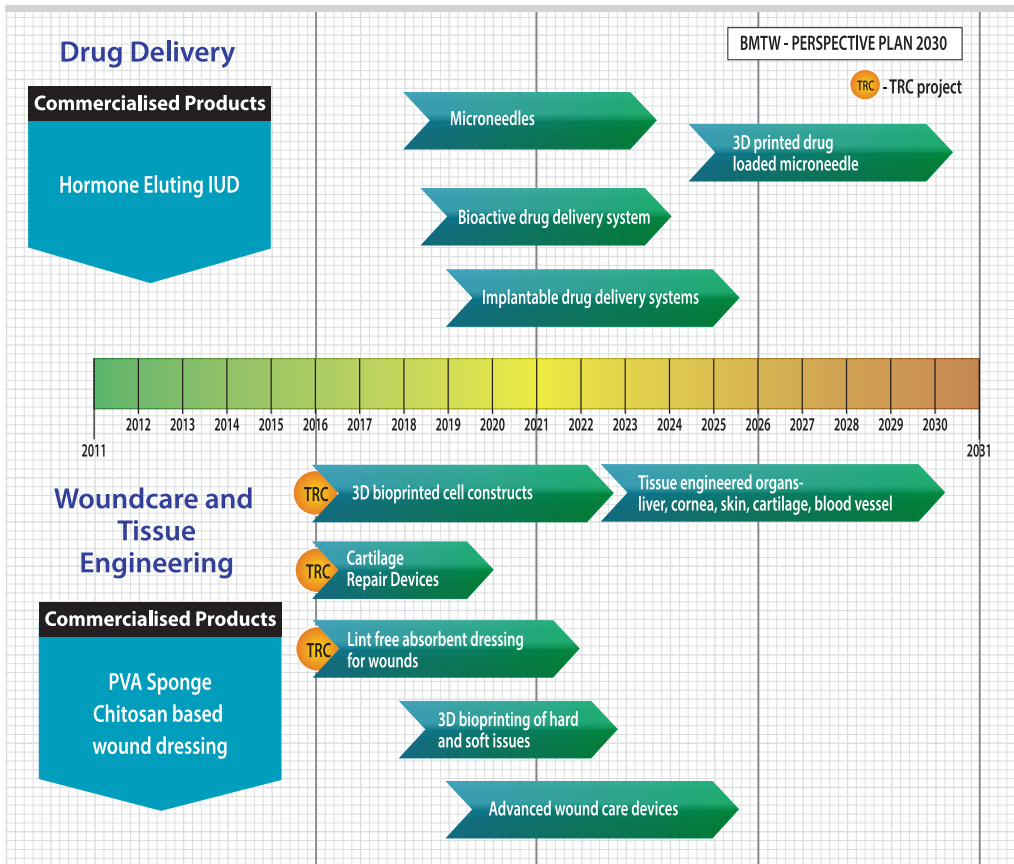 Drug Delivery
BMTW - PERSPECTIVE PLAN 2030
TRC - TRC project
Commercialised Products
Hormone Eluting IUD
Microneedles
3D printed drug
loaded microneedle
Bioactive drug delivery system
Implantable drug delivery systems
2012 2013 2014 2015 2016 2017 2018 2019 2020 2021 2022 2023 2024 2025 2026 2027 2028 2029 2030
2011 2031
Woundcare and
Tissue
Engineering
Commercialised Products
PVA Sponge
Chitosan based
wound dressing
TRC 3D bioprinted cell constructs
Tissue engineered organs-
liver, cornea, skin, cartilage, blood vessel
TRC
Cartilage
Repair Devices
TRC
Lint free absorbent dressing
for wounds
3D bioprinting of hard
and soft issues
Advanced wound care devices